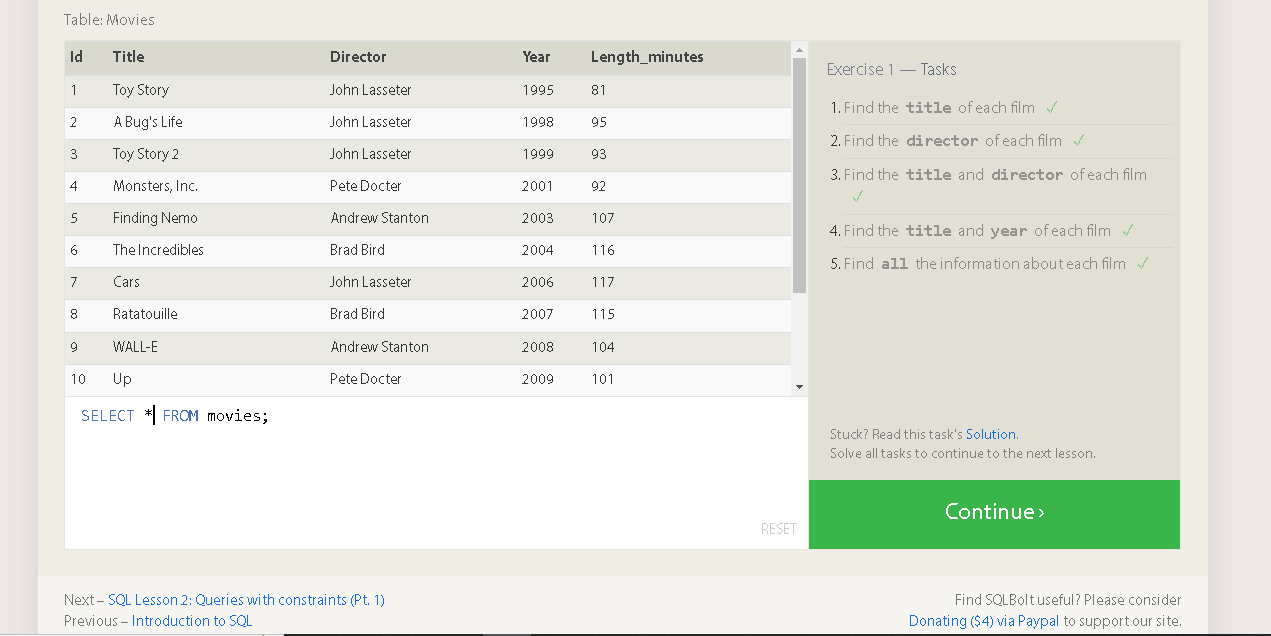 Table: Movies
Id Title Director Year Length_minutes
1 Toy Story John Lasseter 1995 81
2 A Bug's Life John Lasseter 1998 95
3 Toy Story 2 John Lasseter 1999 93
4 Monsters, Inc. Pete Docter 2001 92
5 Finding Nemo Andrew Stanton 2003 107
6 The Incredibles Brad Bird 2004 116
7 Cars John Lasseter 2006 117
8 Ratatouille Brad Bird 2007 115
9 WALL-E Andrew Stanton 2008 104
10 Up Pete Docter 2009 101
SELECT * FROM movies;
RESET
Exercise 1 — Tasks
1. Find the title of each film ✓
2. Find the director of each film ✓
3. Find the title and director of each film
✓
4. Find the title and year of each film ✓
5. Find all the information about each film ✓
Stuck? Read this task's Solution.
Solve all tasks to continue to the next lesson.
Continue ›
Next – SQL Lesson 2: Queries with constraints (Pt. 1)
Previous – Introduction to SQL
Find SQLBolt useful? Please consider
Donating ($4) via Paypal to support our site.